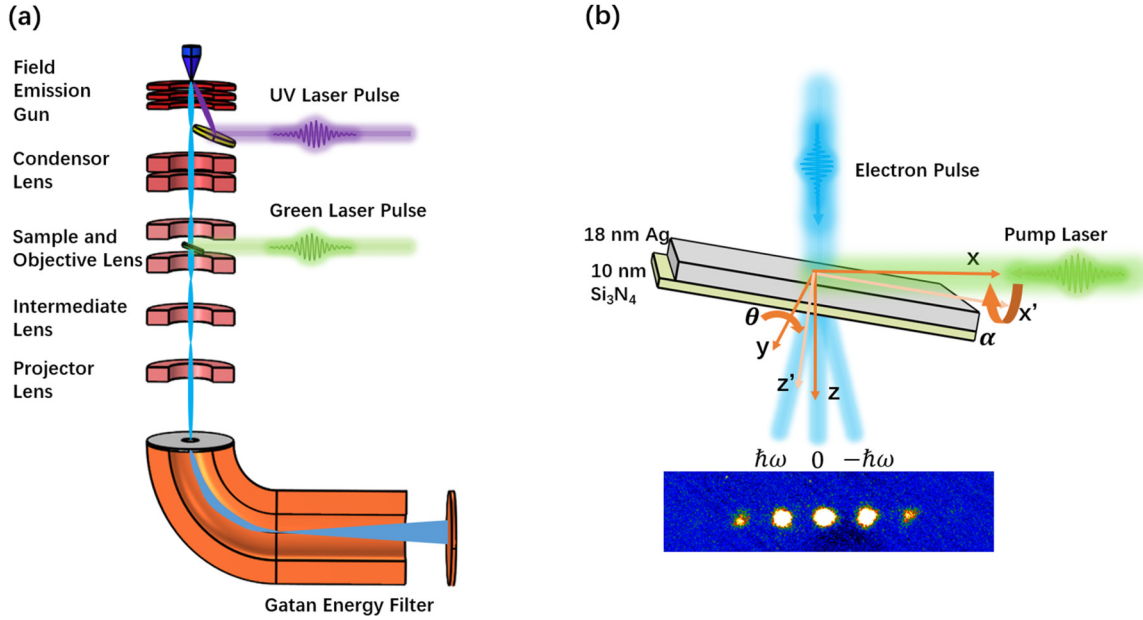 (a)
Field
Emission
Gun
UV Laser Pulse
Condensor
Lens
Green Laser Pulse
Sample and
Objective Lens
Intermediate
Lens
Projector
Lens
Gatan Energy Filter
(b)
Electron Pulse
18 nm Ag
Pump Laser
10 nm
Si₃N₄
x
x'
α
θ
y
z'
z
ℏω 0 −ℏω